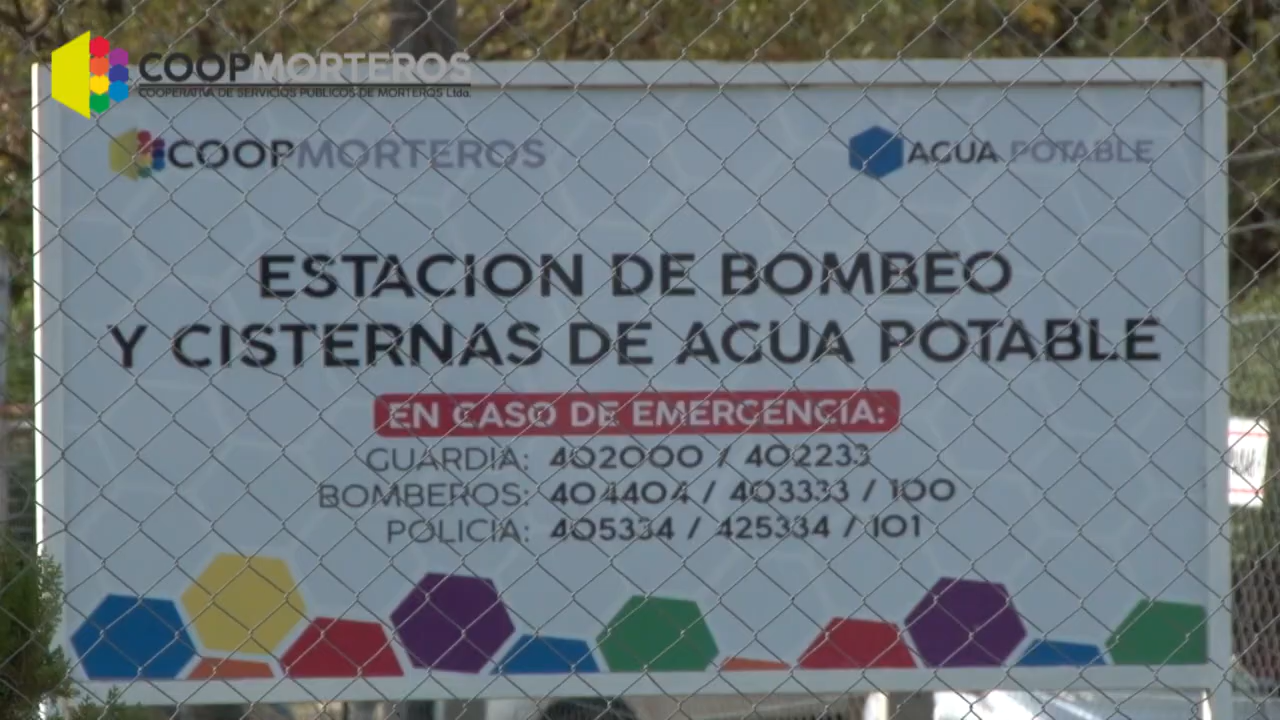 COOPMORTEROS
COOPERATIVA DE SERVICIOS PUBLICOS DE MORTEROS Ltda.
COOPMORTEROS
AGUA POTABLE
ESTACION DE BOMBEO
Y CISTERNAS DE AGUA POTABLE
EN CASO DE EMERGENCIA:
GUARDIA: 402000 / 402233
BOMBEROS: 404404 / 403333 / 100
POLICIA: 405334 / 425334 / 101